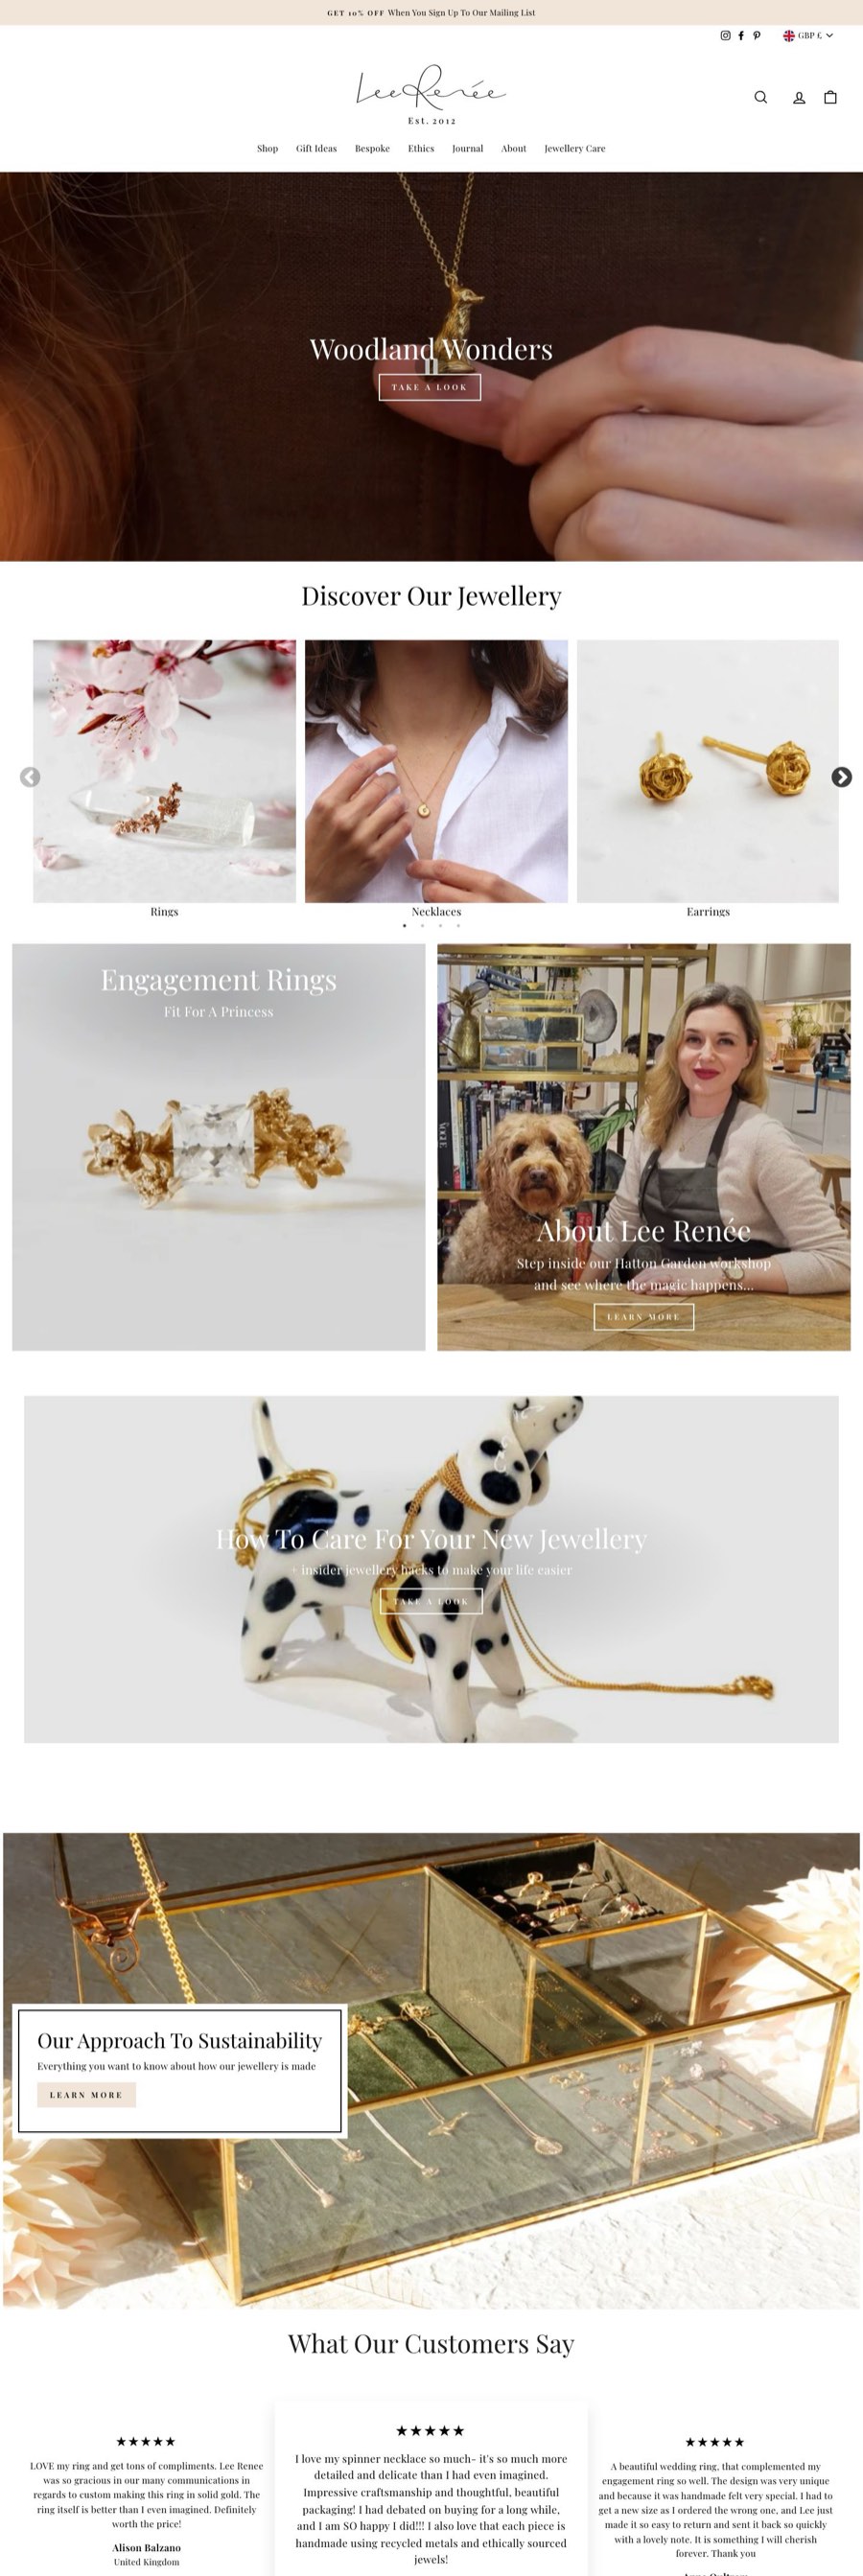 GET 10% OFF When You Sign Up To Our Mailing List
GBP £
Lee Renée
Est. 2012
Shop Gift Ideas Bespoke Ethics Journal About Jewellery Care
Woodland Wonders
TAKE A LOOK
Discover Our Jewellery
Rings Necklaces Earrings
Engagement Rings
Fit For A Princess
VOGUE
About Lee Renée
Step inside our Hatton Garden workshop
and see where the magic happens...
LEARN MORE
How To Care For Your New Jewellery
+ insider jewellery hacks to make your life easier
TAKE A LOOK
Our Approach To Sustainability
Everything you want to know about how our jewellery is made
LEARN MORE
What Our Customers Say
★★★★★
LOVE my ring and get tons of compliments. Lee Renee
was so gracious in our many communications in
regards to custom making this ring in solid gold. The
ring itself is better than I even imagined. Definitely
worth the price!
Alison Balzano
United Kingdom
★★★★★
I love my spinner necklace so much- it's so much more
detailed and delicate than I had even imagined.
Impressive craftsmanship and thoughtful, beautiful
packaging! I had debated on buying for a long while,
and I am SO happy I did!!! I also love that each piece is
handmade using recycled metals and ethically sourced
jewels!
★★★★★
A beautiful wedding ring, that complemented my
engagement ring so well. The design was very unique
and because it was handmade felt very special. I had to
get a new size as I ordered the wrong one, and Lee just
made it so easy to return and sent it back so quickly
with a lovely note. It is something I will cherish
forever. Thank you